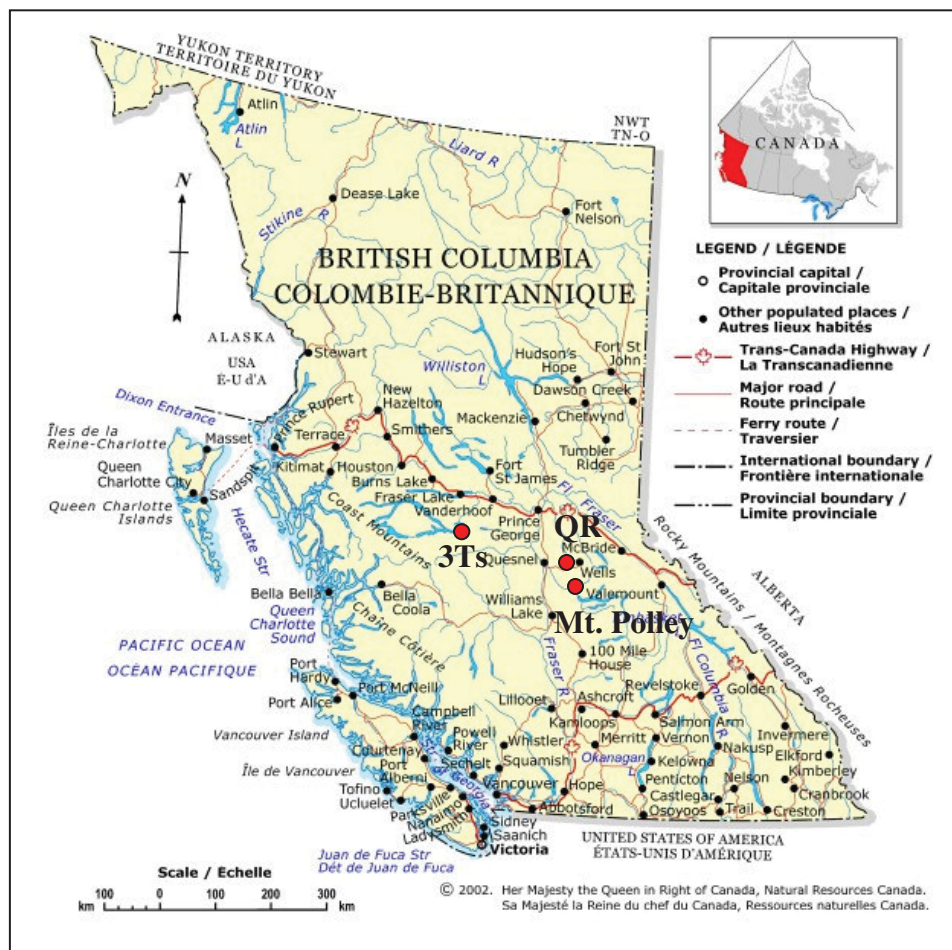 YUKON TERRITORY
TERRITOIRE DU YUKON
NWT
TN-O
Atlin
Atlin
L
Liard R
CANADA
N
Dease Lake
Stikine
R
Fort
Nelson
BRITISH COLUMBIA
COLOMBIE-BRITANNIQUE
LEGEND / LÉGENDE
Provincial capital /
Capitale provinciale
Other populated places /
Autres lieux habités
Trans-Canada Highway /
La Transcanadienne
Major road /
Route principale
Ferry route /
Traversier
International boundary /
Frontière internationale
Provincial boundary /
Limite provinciale
ALASKA
USA
É-U d'A
Stewart
Williston
L
Hudson's
Hope
Fort St
John
Dawson Creek
Chetwynd
Mackenzie
Tumbler
Ridge
Dixon Entrance
Prince Rupert
New
Hazelton
Terrace
Smithers
Îles de la
Reine-Charlotte
Masset
Queen
Charlotte City
Sandspit
Queen Charlotte
Islands
Kitimat
Houston
Burns Lake
Fraser Lake
Vanderhoof
Fort
St James
Prince
George
Fl Fraser
Hecate Str
Coast Mountains
3Ts
QR
Quesnel
McBride
Wells
Valemount
Mt. Polley
Rocky Mountains / Montagnes Rocheuses
ALBERTA
Bella Bella
Bella
Coola
Queen
Charlotte
Sound
Chaîne Côtière
Williams
Lake
Fraser R
100 Mile
House
PACIFIC OCEAN
OCÉAN PACIFIQUE
Port
Hardy
Port McNeill
Port Alice
Campbell
River
Vancouver Island
Île de Vancouver
Courtenay
Powell
River
Port
Alberni
Sechelt
Str of Georgia
Tofino
Ucluelet
Parksville
Nanaimo
Ladysmith
Lillooet
Whistler
Squamish
Vancouver
Ashcroft
Kamloops
Merritt
Hope
Abbotsford
Revelstoke
Fl Columbia
R
Golden
Salmon Arm
Vernon
Okanagan
L
Kelowna
Penticton
Castlegar
Osoyoos
Nakusp
Nelson
Trail
Creston
Invermere
Elkford
Kimberley
Cranbrook
Sidney
Saanich
Victoria
Juan de Fuca Str
Dét de Juan de Fuca
UNITED STATES OF AMERICA
ÉTATS-UNIS D'AMÉRIQUE
Scale / Échelle
100 0 100 200 300
km km
© 2002. Her Majesty the Queen in Right of Canada, Natural Resources Canada.
Sa Majesté la Reine du chef du Canada, Ressources naturelles Canada.